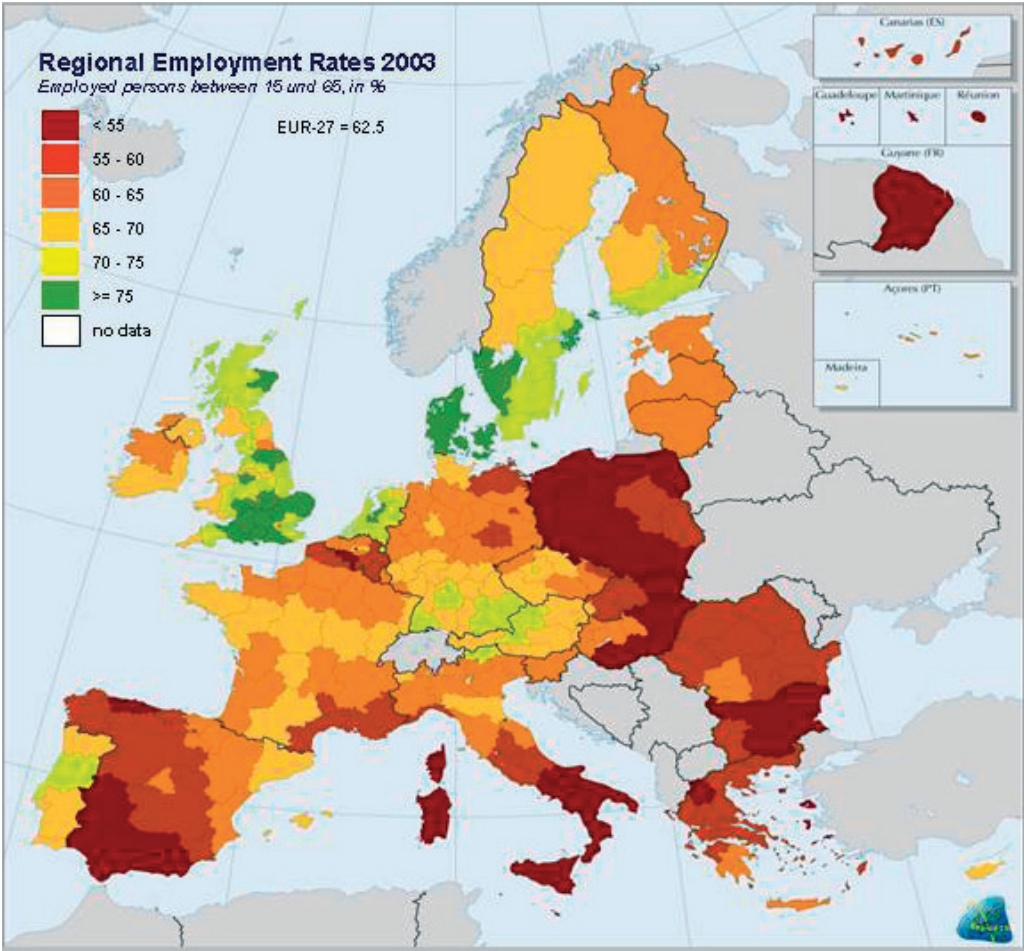 Regional Employment Rates 2003
Employed persons between 15 und 65, in %
EUR-27 = 62.5
< 55
55 - 60
60 - 65
65 - 70
70 - 75
>= 75
no data
Canarias (ES)
Guadeloupe
Martinique
Réunion
Guyane (FR)
Açores (PT)
Madeira